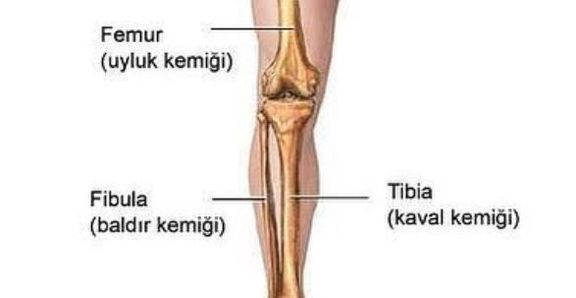 Femur
(uyluk kemiği)
Fibula
(baldır kemiği)
Tibia
(kaval kemiği)